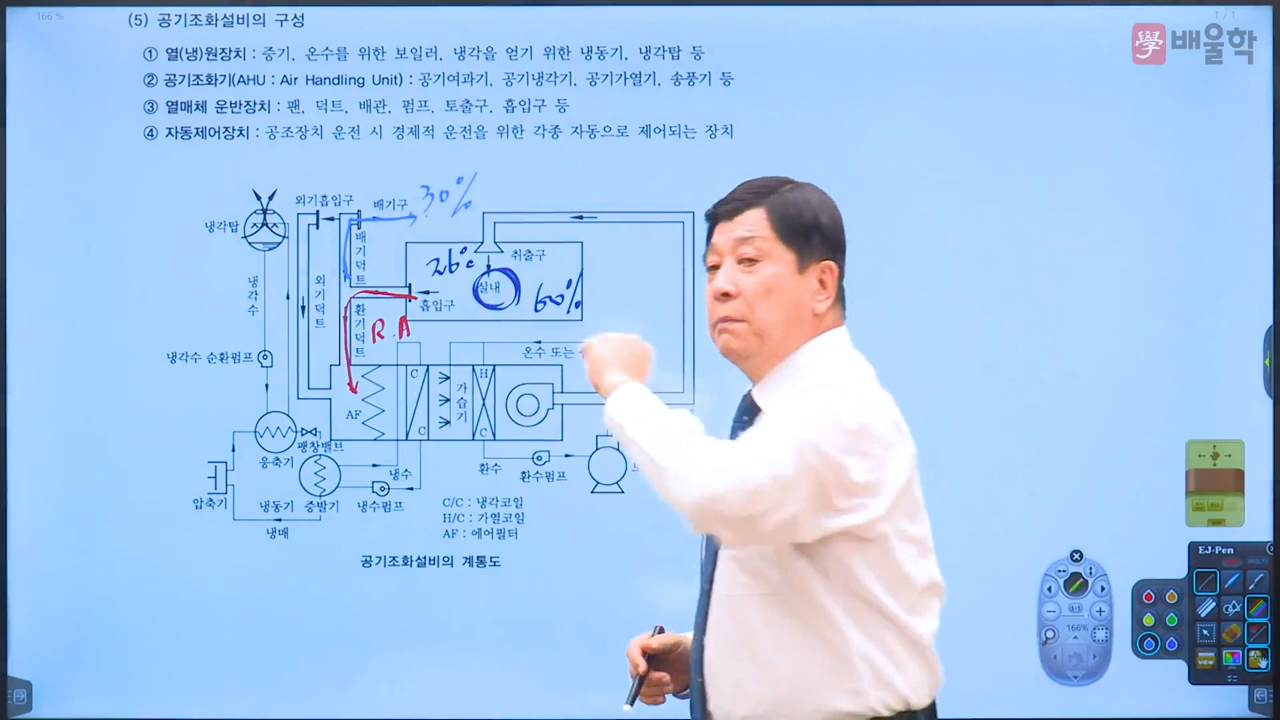 166 %
1 / 1
學 배울학
(5) 공기조화설비의 구성
① 열(냉)원장치 : 증기, 온수를 위한 보일러, 냉각을 얻기 위한 냉동기, 냉각탑 등
② 공기조화기(AHU : Air Handling Unit) : 공기여과기, 공기냉각기, 공기가열기, 송풍기 등
③ 열매체 운반장치 : 팬, 덕트, 배관, 펌프, 토출구, 흡입구 등
④ 자동제어장치 : 공조장치 운전 시 경제적 운전을 위한 각종 자동으로 제어되는 장치
외기흡입구
배기구
30%
냉각탑
배기덕트
취출구
26℃
실내
60%
흡입구
냉각수
외기덕트
환기덕트
R.A
냉각수 순환펌프
온수 또는
AF
C
C
가습기
H
C
팽창밸브
응축기
냉수
환수
환수펌프
압축기
냉동기
증발기
냉수펌프
냉매
C/C : 냉각코일
H/C : 가열코일
AF : 에어필터
공기조화설비의 계통도
EJ-Pen
166%
VIEW